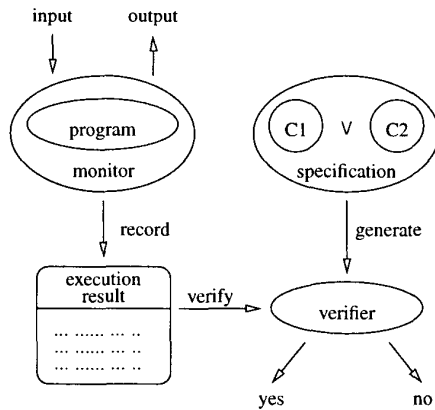 input output
program
monitor
C1 ∨ C2
specification
record
generate
execution
result
... ...... ... ..
... ...... ... ..
... ...... ... ..
verify
verifier
yes no